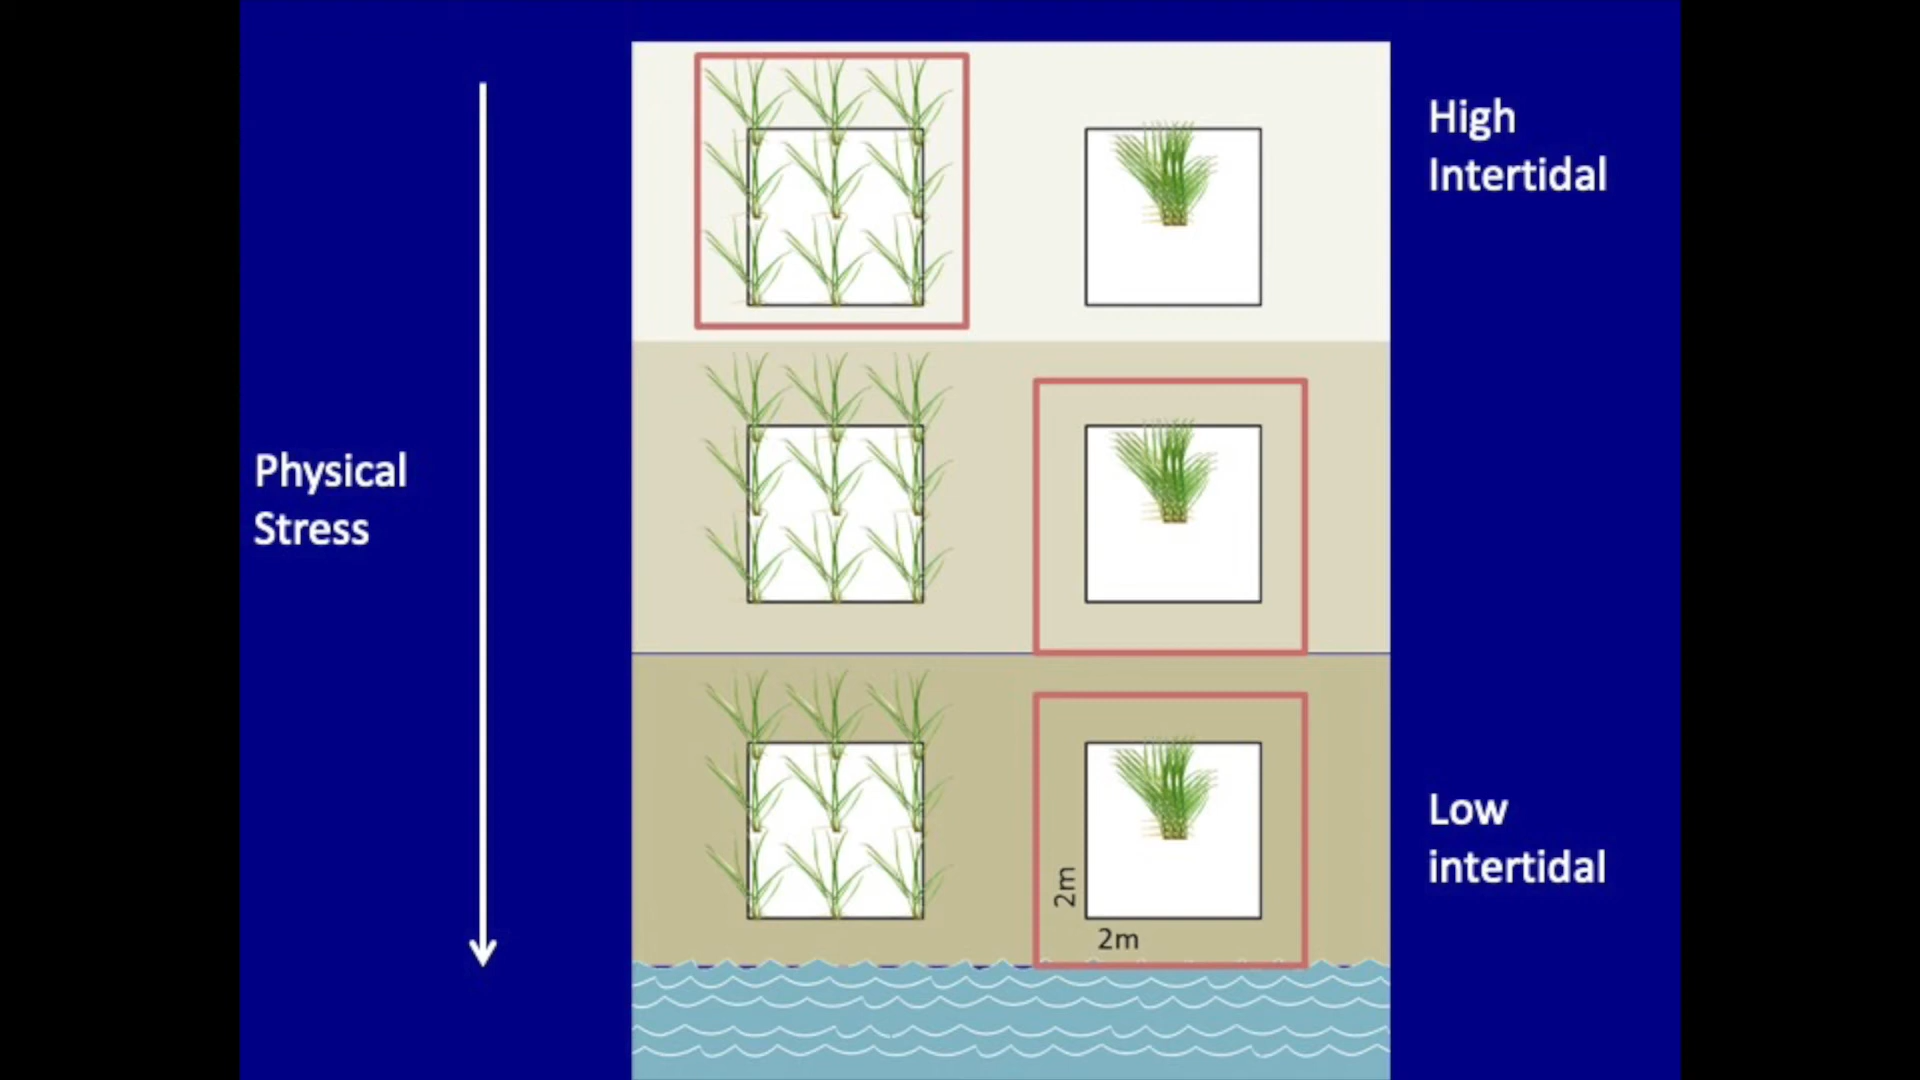 High
Intertidal
Physical
Stress
Low
intertidal
2m
2m